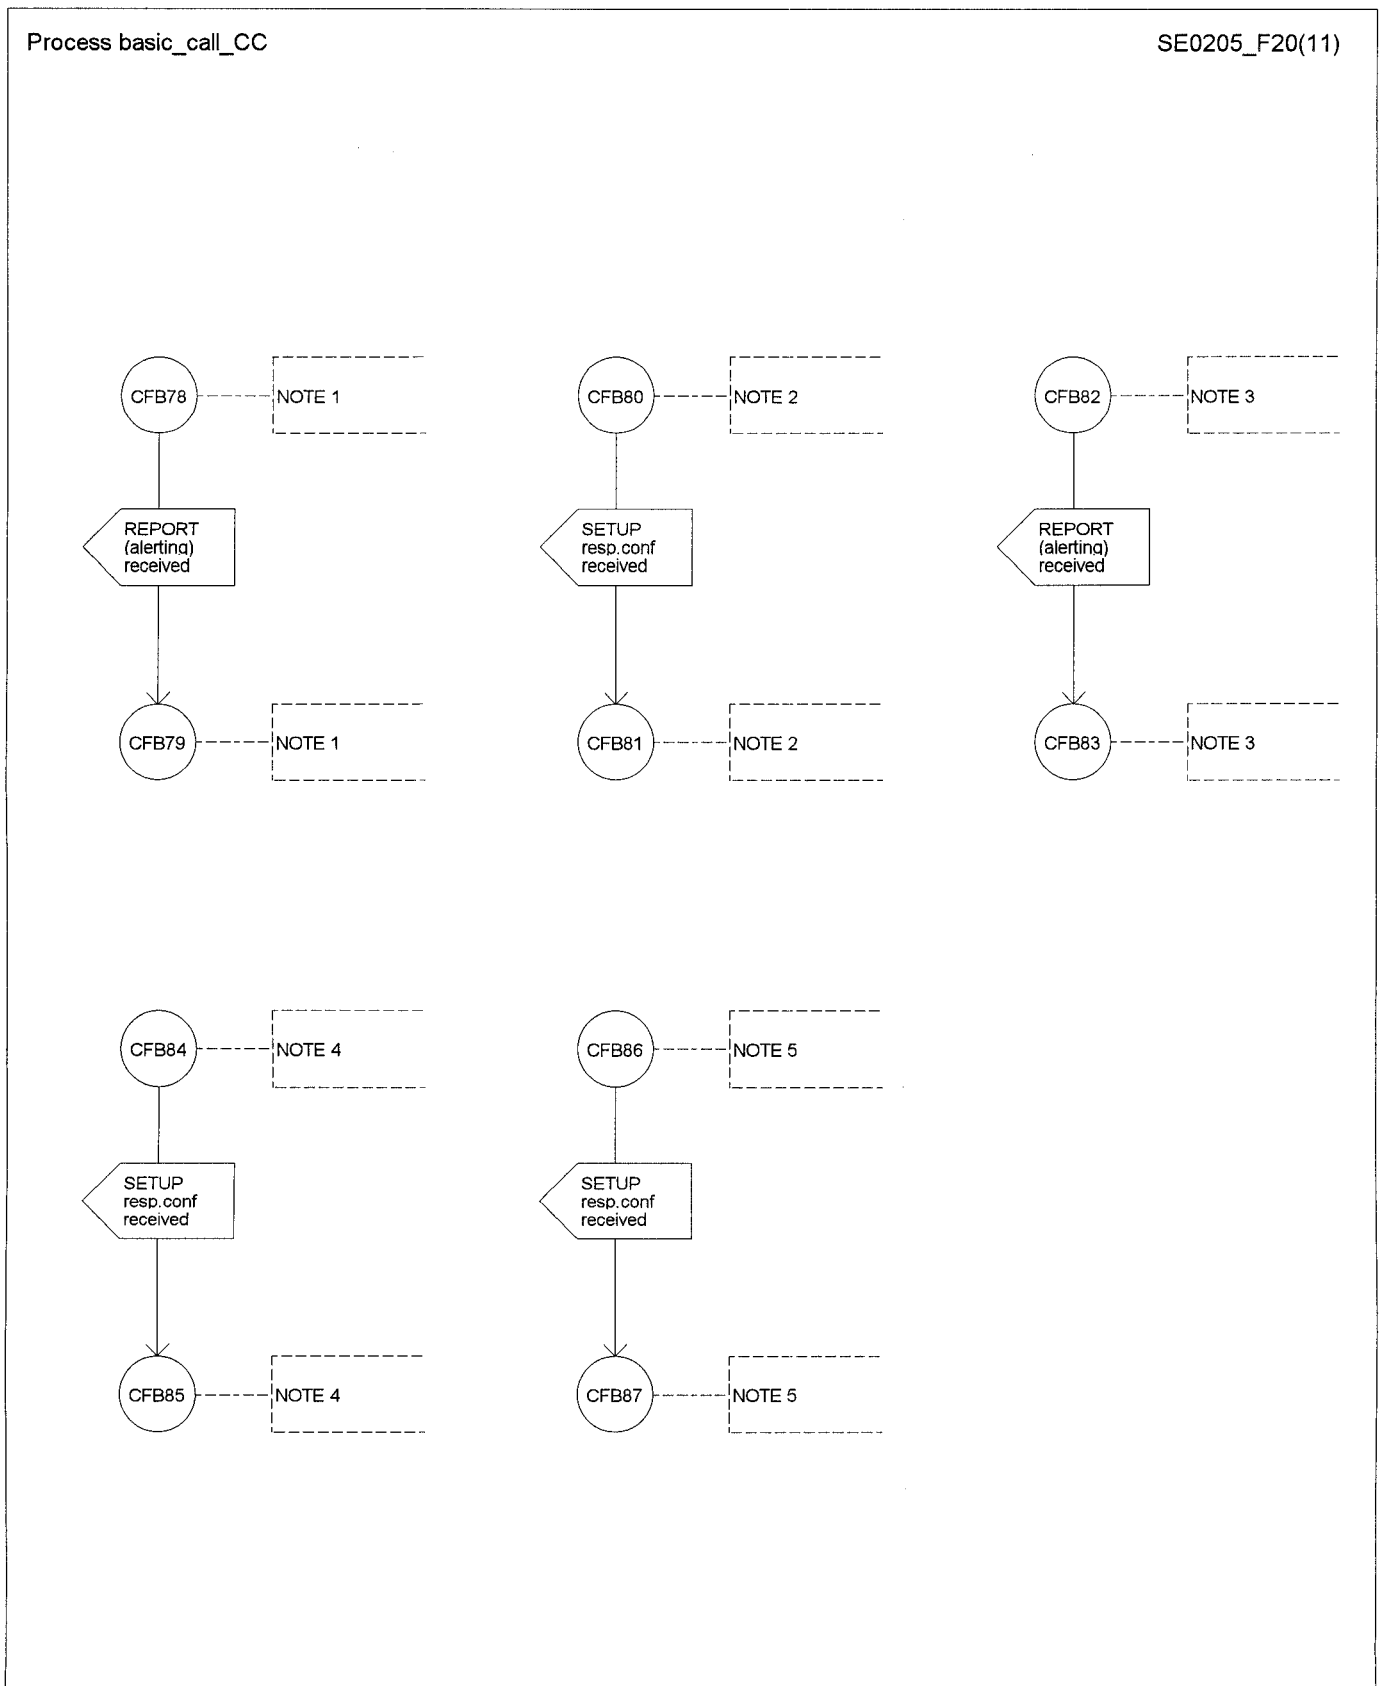 Process basic_call_CC
SE0205_F20(11)
CFB78
NOTE 1
CFB80
NOTE 2
CFB82
NOTE 3
REPORT
(alerting)
received
SETUP
resp.conf
received
REPORT
(alerting)
received
CFB79
NOTE 1
CFB81
NOTE 2
CFB83
NOTE 3
CFB84
NOTE 4
CFB86
NOTE 5
SETUP
resp.conf
received
SETUP
resp.conf
received
CFB85
NOTE 4
CFB87
NOTE 5